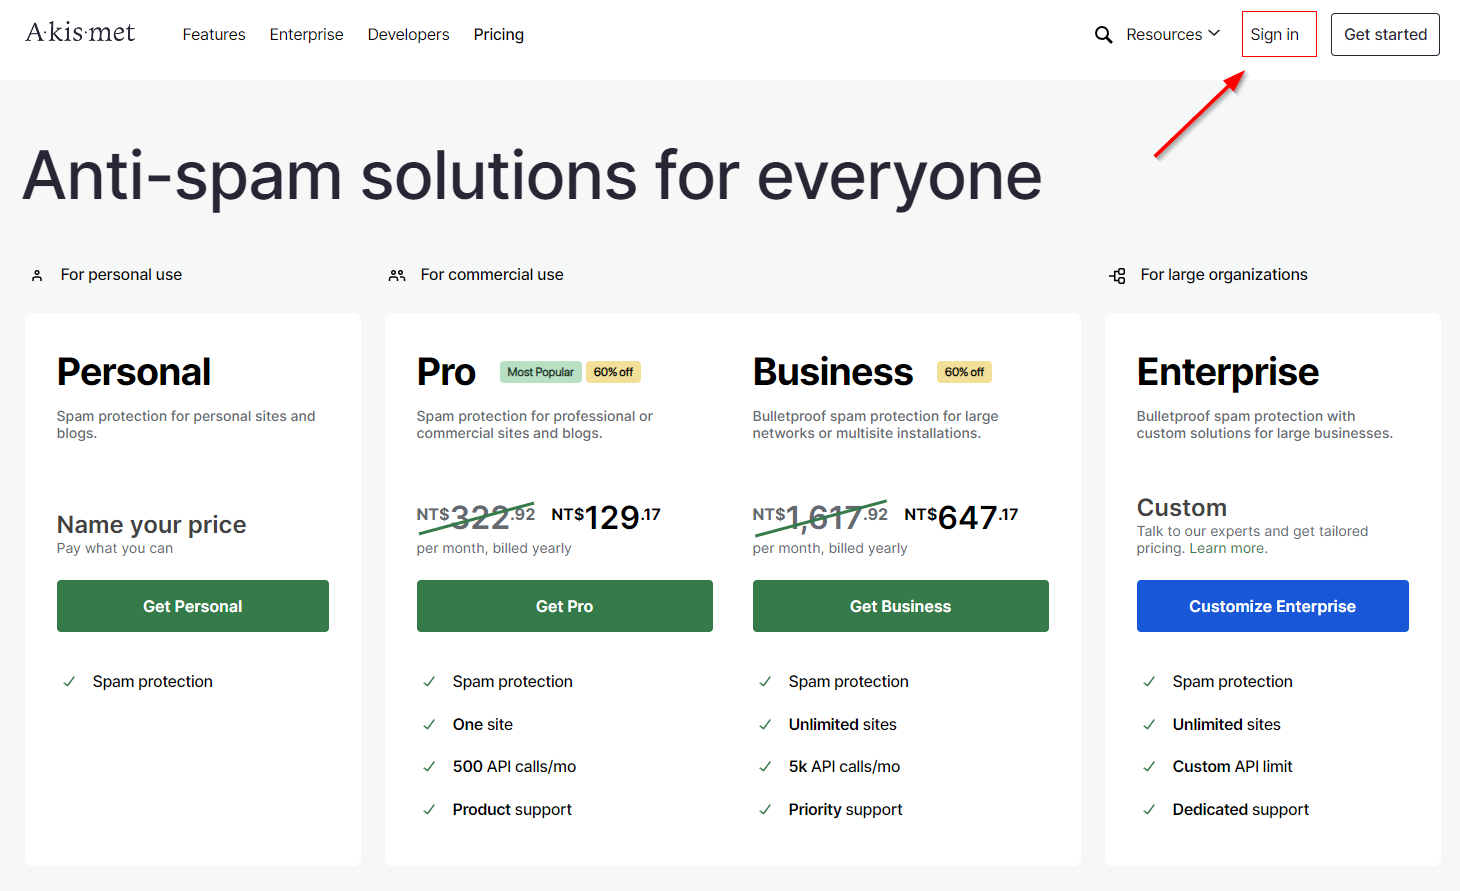 A·kis·met
Features
Enterprise
Developers
Pricing
Resources
Sign in
Get started
Anti-spam solutions for everyone
For personal use
For commercial use
For large organizations
Personal
Spam protection for personal sites and
blogs.
Name your price
Pay what you can
Get Personal
Spam protection
Pro
Most Popular
60% off
Spam protection for professional or
commercial sites and blogs.
NT$322.92 NT$129.17
per month, billed yearly
Get Pro
Spam protection
One site
500 API calls/mo
Product support
Business
60% off
Bulletproof spam protection for large
networks or multisite installations.
NT$1,617.92 NT$647.17
per month, billed yearly
Get Business
Spam protection
Unlimited sites
5k API calls/mo
Priority support
Enterprise
Bulletproof spam protection with
custom solutions for large businesses.
Custom
Talk to our experts and get tailored
pricing. Learn more.
Customize Enterprise
Spam protection
Unlimited sites
Custom API limit
Dedicated support